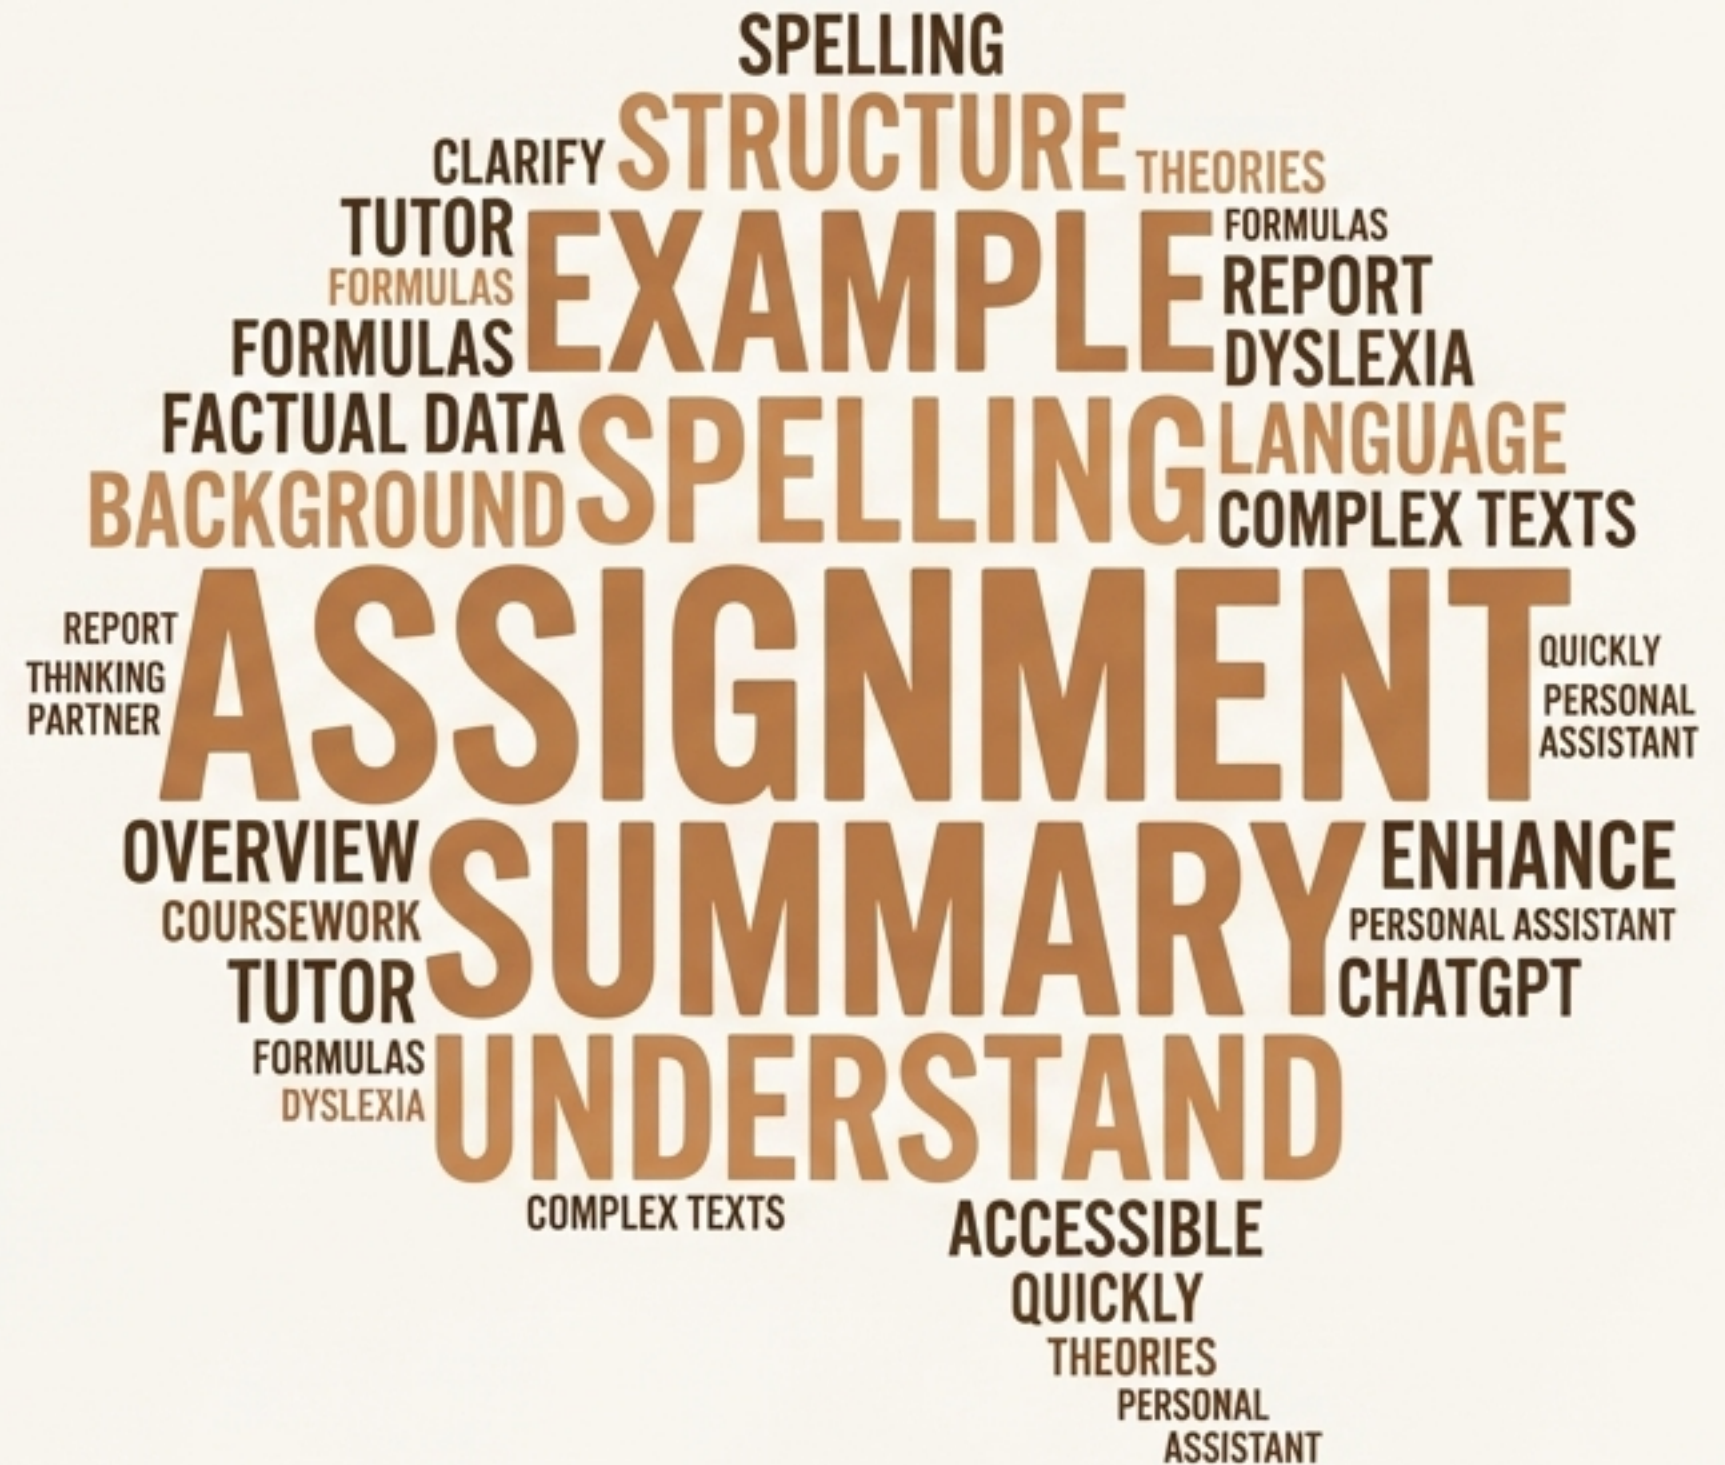 SPELLING
STRUCTURE
CLARIFY
THEORIES
TUTOR
FORMULAS
FORMULAS
EXAMPLE
FORMULAS
REPORT
DYSLEXIA
FACTUAL DATA
BACKGROUND
SPELLING
LANGUAGE
COMPLEX TEXTS
REPORT
THINKING
PARTNER
ASSIGNMENT
QUICKLY
PERSONAL
ASSISTANT
OVERVIEW
COURSEWORK
TUTOR
SUMMARY
ENHANCE
PERSONAL ASSISTANT
CHATGPT
FORMULAS
DYSLEXIA
UNDERSTAND
COMPLEX TEXTS
ACCESSIBLE
QUICKLY
THEORIES
PERSONAL
ASSISTANT